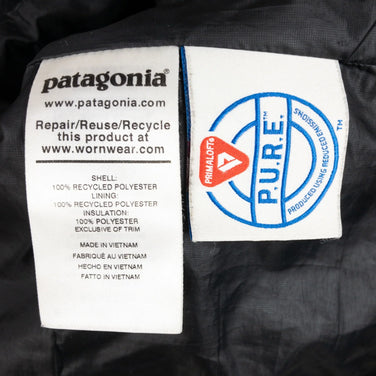 patagonia®
www.patagonia.com
Repair/Reuse/Recycle
this product at
www.wornwear.com
SHELL:
100% RECYCLED POLYESTER
LINING:
100% RECYCLED POLYESTER
INSULATION:
100% POLYESTER
EXCLUSIVE OF TRIM
MADE IN VIETNAM
FABRIQUÉ AU VIETNAM
HECHO EN VIETNAM
FATTO IN VIETNAM
PRIMALOFT®
P.U.R.E.™
PRODUCED USING REDUCED EMISSIONS
™